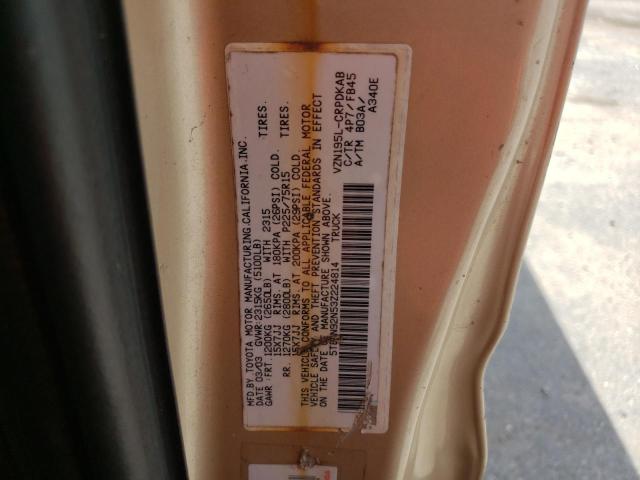 MFD.BY TOYOTA MOTOR MANUFACTURING.CALIFORNIA.INC.
DATE 03/03 GVWR:2315KG (5100LB)
GAWR : FRT.1200KG (2650LB) WITH 2315 TIRES.
15X7JJ RIMS. AT 180KPA (26PSI) COLD.
RR. 1270KG (2800LB) WITH P225/75R15 TIRES.
15X7JJ RIMS. AT 200KPA (29PSI) COLD.
THIS VEHICLE CONFORMS TO ALL APPLICABLE FEDERAL MOTOR
VEHICLE SAFETY AND THEFT PREVENTION STANDARDS IN EFFECT
ON THE DATE OF MANUFACTURE SHOWN ABOVE.
TRUCK
VZN195L-CRPDKAB
C/TR 4P7/FB45
A/TM B03A/ A340E